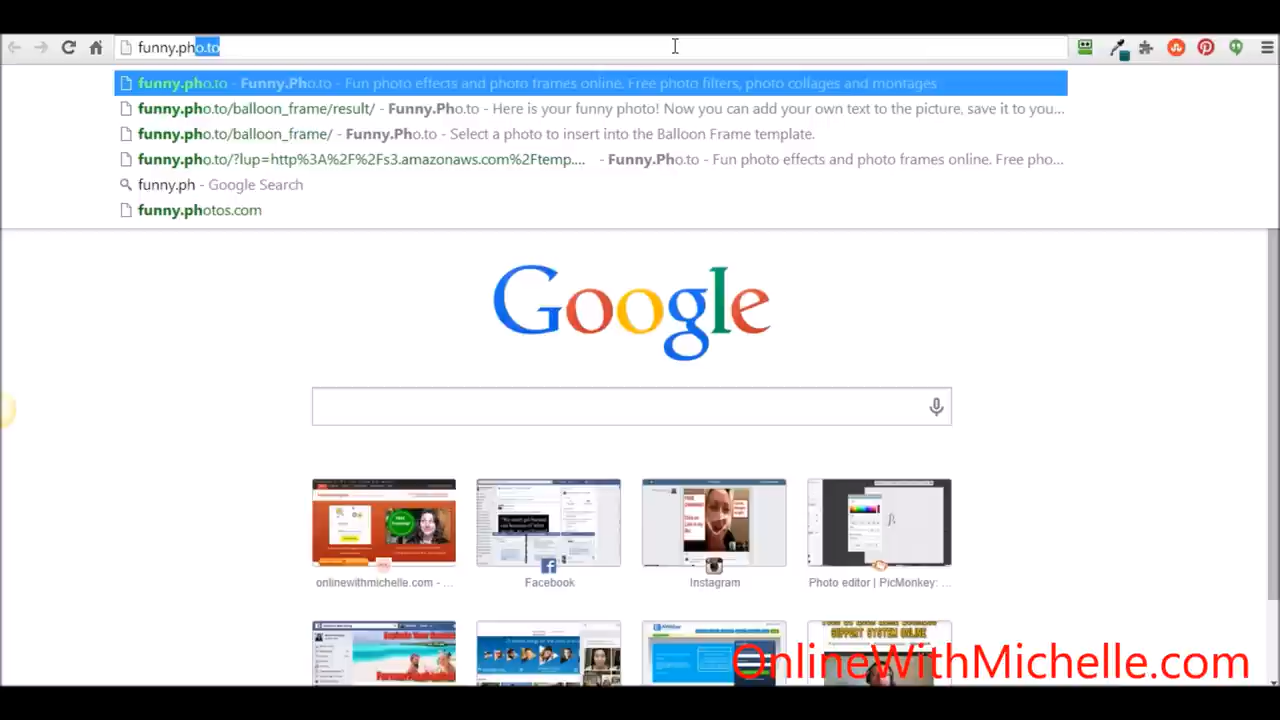 funny.pho.to
funny.pho.to - Funny.Pho.to - Fun photo effects and photo frames online. Free photo filters, photo collages and montages
funny.pho.to/balloon_frame/result/ - Funny.Pho.to - Here is your funny photo! Now you can add your own text to the picture, save it to you...
funny.pho.to/balloon_frame/ - Funny.Pho.to - Select a photo to insert into the Balloon Frame template.
funny.pho.to/?lup=http%3A%2F%2Fs3.amazonaws.com%2Ftemp.... - Funny.Pho.to - Fun photo effects and photo frames online. Free pho...
funny.ph - Google Search
funny.photos.com
Google
onlinewithmichelle.com - ...
Facebook
Instagram
Photo editor | PicMonkey: ...
SUPPORT SYSTEM ONLINE
OnlineWithMichelle.com